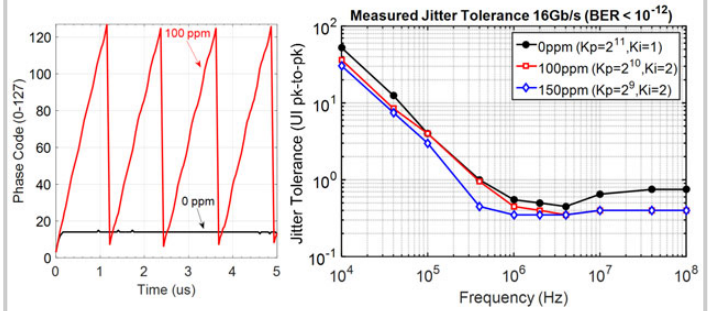 120
100
80
60
40
20
0
Phase Code (0-127)
100 ppm
0 ppm
0 1 2 3 4 5
Time (us)
Measured Jitter Tolerance 16Gb/s (BER < 10⁻¹²)
10²
10¹
10⁰
10⁻¹
Jitter Tolerance (UI pk-to-pk)
0ppm (Kp=2¹¹,Ki=1)
100ppm (Kp=2¹⁰,Ki=2)
150ppm (Kp=2⁹,Ki=2)
10⁴ 10⁵ 10⁶ 10⁷ 10⁸
Frequency (Hz)